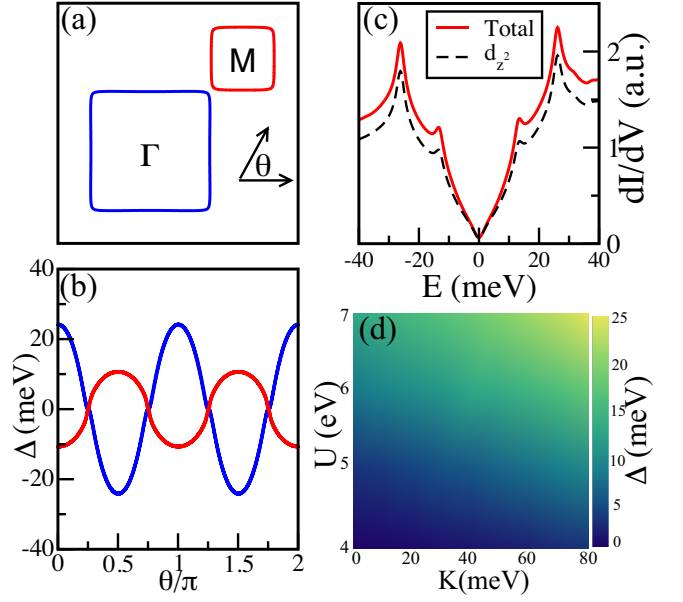 (a)
M
Γ
θ
(c)
Total
d_{z^2}
2
1
0
dI/dV (a.u.)
-40
-20
0
20
40
E (meV)
(b)
40
20
0
-20
-40
Δ (meV)
0
0.5
1
1.5
2
θ/π
(d)
7
6
5
4
U (eV)
0
20
40
60
80
K(meV)
25
20
15
10
5
0
Δ (meV)